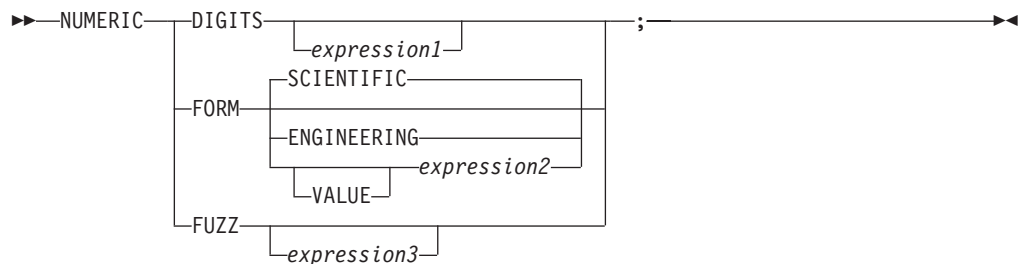 NUMERIC DIGITS ;
expression1
SCIENTIFIC
FORM
ENGINEERING
expression2
VALUE
FUZZ
expression3